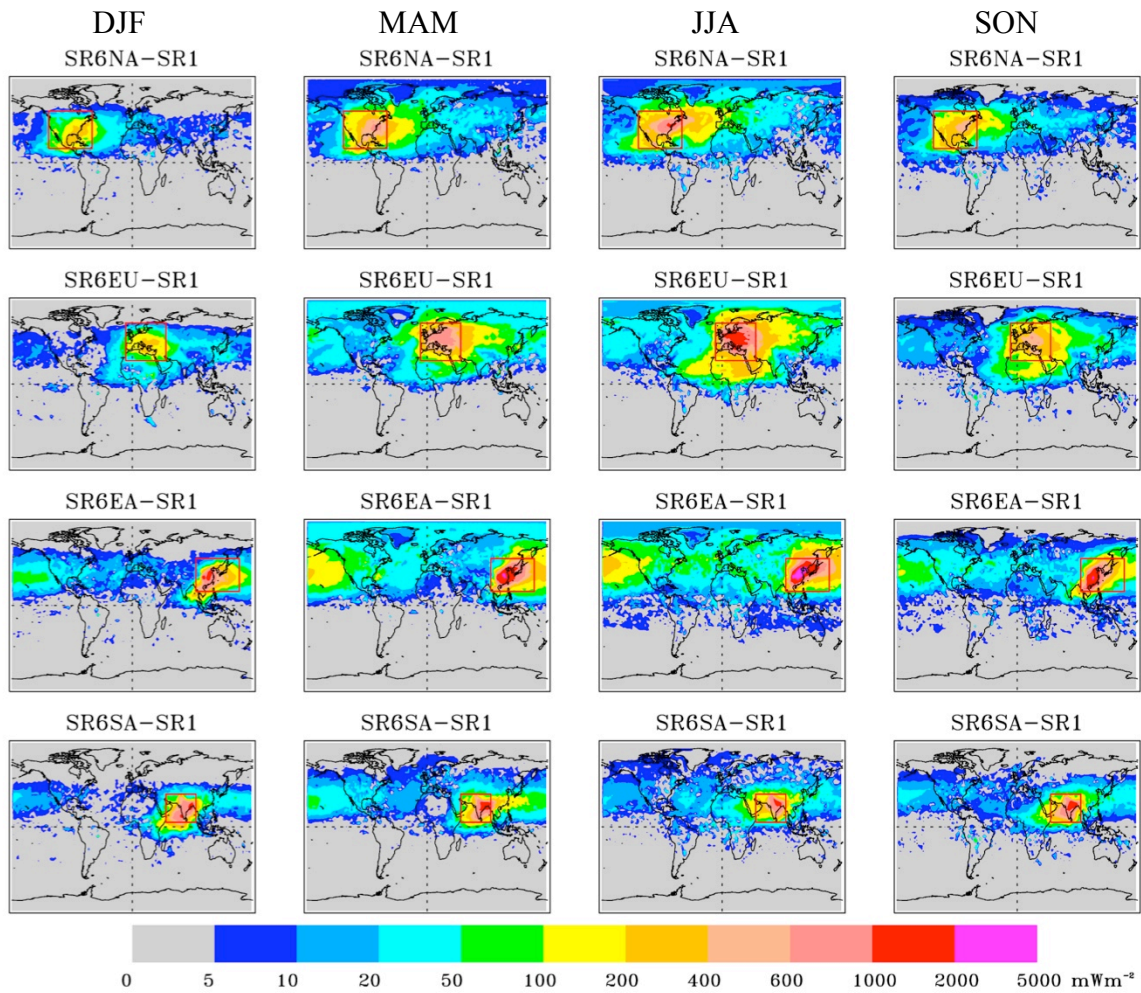 DJF MAM JJA SON
SR6NA−SR1 SR6NA−SR1 SR6NA−SR1 SR6NA−SR1
SR6EU−SR1 SR6EU−SR1 SR6EU−SR1 SR6EU−SR1
SR6EA−SR1 SR6EA−SR1 SR6EA−SR1 SR6EA−SR1
SR6SA−SR1 SR6SA−SR1 SR6SA−SR1 SR6SA−SR1
0 5 10 20 50 100 200 400 600 1000 2000 5000 mWm⁻²